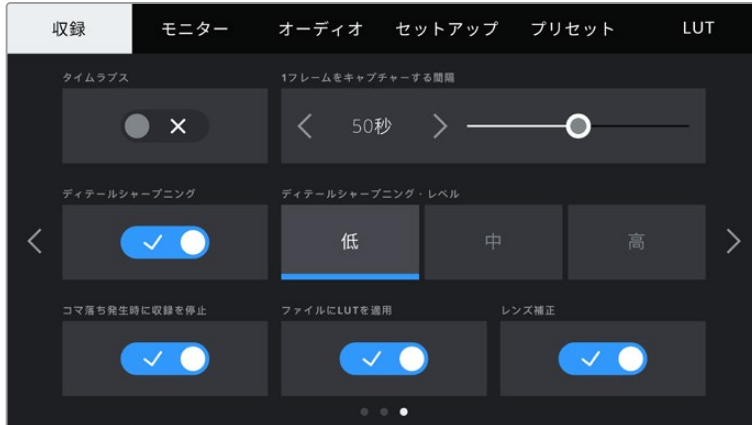 収録 モニター オーディオ セットアップ プリセット LUT
タイムラプス 1フレームをキャプチャーする間隔
50秒
ディテールシャープニング ディテールシャープニング・レベル
低 中 高
コマ落ち発生時に収録を停止 ファイルにLUTを適用 レンズ補正